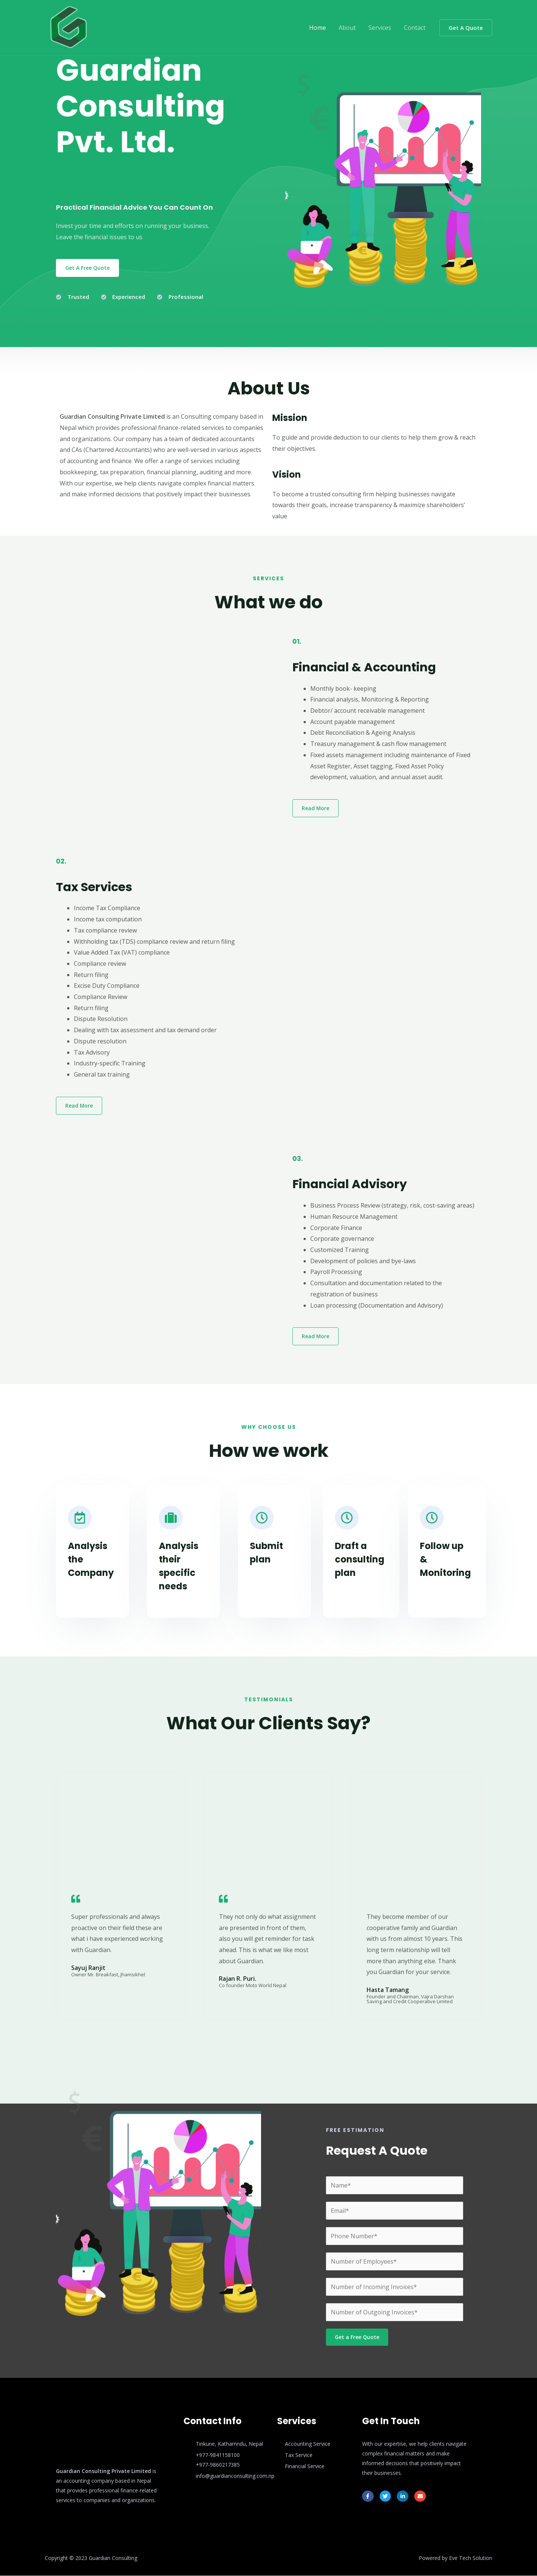 Home About Services Contact Get A Quote
Guardian
Consulting
Pvt. Ltd.
Practical Financial Advice You Can Count On
Invest your time and efforts on running your business.
Leave the financial issues to us
Get A Free Quote
Trusted Experienced Professional
About Us
Guardian Consulting Private Limited is an Consulting company based in
Nepal which provides professional finance-related services to companies
and organizations. Our company has a team of dedicated accountants
and CAs (Chartered Accountants) who are well-versed in various aspects
of accounting and finance. We offer a range of services including
bookkeeping, tax preparation, financial planning, auditing and more.
With our expertise, we help clients navigate complex financial matters
and make informed decisions that positively impact their businesses.
Mission
To guide and provide deduction to our clients to help them grow & reach
their objectives.
Vision
To become a trusted consulting firm helping businesses navigate
towards their goals, increase transparency & maximize shareholders'
value
SERVICES
What we do
01.
Financial & Accounting
Monthly book- keeping
Financial analysis, Monitoring & Reporting
Debtor/ account receivable management
Account payable management
Debt Reconciliation & Ageing Analysis
Treasury management & cash flow management
Fixed assets management including maintenance of Fixed
Asset Register, Asset tagging, Fixed Asset Policy
development, valuation, and annual asset audit.
Read More
02.
Tax Services
Income Tax Compliance
Income tax computation
Tax compliance review
Withholding tax (TDS) compliance review and return filing
Value Added Tax (VAT) compliance
Compliance review
Return filing
Excise Duty Compliance
Compliance Review
Return filing
Dispute Resolution
Dealing with tax assessment and tax demand order
Dispute resolution
Tax Advisory
Industry-specific Training
General tax training
Read More
03.
Financial Advisory
Business Process Review (strategy, risk, cost-saving areas)
Human Resource Management
Corporate Finance
Corporate governance
Customized Training
Development of policies and bye-laws
Payroll Processing
Consultation and documentation related to the
registration of business
Loan processing (Documentation and Advisory)
Read More
WHY CHOOSE US
How we work
Analysis
the
Company
Analysis
their
specific
needs
Submit
plan
Draft a
consulting
plan
Follow up
&
Monitoring
TESTIMONIALS
What Our Clients Say?
Super professionals and always
proactive on their field these are
what i have experienced working
with Guardian.
Sayuj Ranjit
Owner Mr. Breakfast, Jhamsikhel
They not only do what assignment
are presented in front of them,
also you will get reminder for task
ahead. This is what we like most
about Guardian.
Rajan R. Puri.
Co founder Moto World Nepal
They become member of our
cooperative family and Guardian
with us from almost 10 years. This
long term relationship will tell
more than anything else. Thank
you Guardian for your service.
Hasta Tamang
Founder and Chairman, Vajra Darshan
Saving and Credit Cooperative Limited
FREE ESTIMATION
Request A Quote
Name*
Email*
Phone Number*
Number of Employees*
Number of Incoming Invoices*
Number of Outgoing Invoices*
Get a Free Quote
Guardian Consulting Private Limited is
an accounting company based in Nepal
that provides professional finance-related
services to companies and organizations.
Contact Info
Tinkune, Kathamndu, Nepal
+977-9841158100
+977-9860217385
info@guardianconsulting.com.np
Services
Accounting Service
Tax Service
Financial Service
Get In Touch
With our expertise, we help clients navigate
complex financial matters and make
informed decisions that positively impact
their businesses.
Copyright © 2023 Guardian Consulting
Powered by Eve Tech Solution